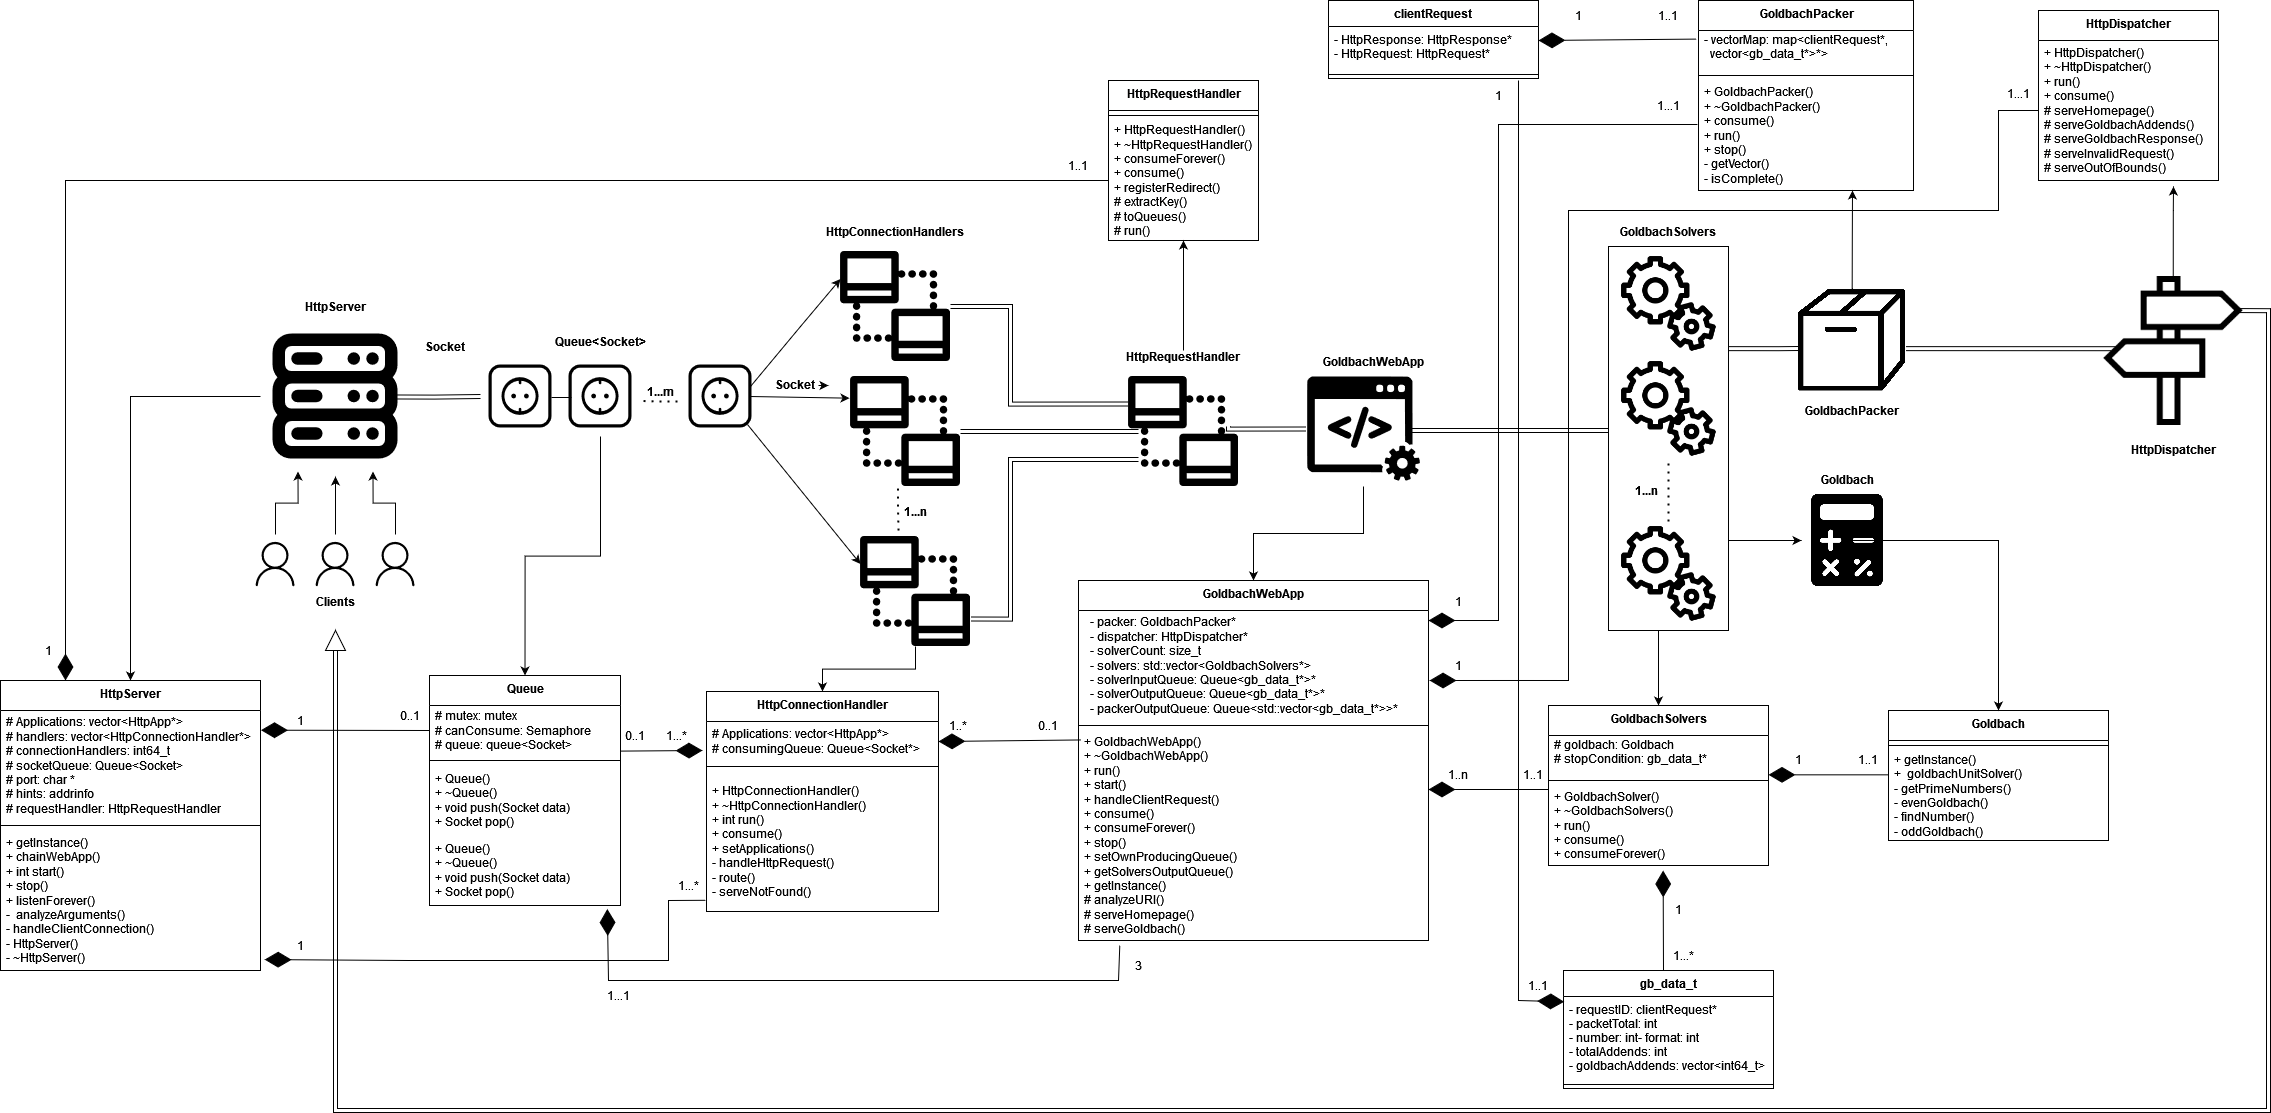 clientRequest
- HttpResponse: HttpResponse*
- HttpRequest: HttpRequest*
1
1..1
GoldbachPacker
- vectorMap: map<clientRequest*,
vector<gb_data_t*>*>
+ GoldbachPacker()
+ ~GoldbachPacker()
+ consume()
+ run()
+ stop()
- getVector()
- isComplete()
1
1...1
HttpDispatcher
+ HttpDispatcher()
+ ~HttpDispatcher()
+ run()
+ consume()
# serveHomepage()
# serveGoldbachAddends()
# serveGoldbachResponse()
# serveInvalidRequest()
# serveOutOfBounds()
1...1
HttpRequestHandler
+ HttpRequestHandler()
+ ~HttpRequestHandler()
+ consumeForever()
+ consume()
+ registerRedirect()
# extractKey()
# toQueues()
# run()
1..1
HttpConnectionHandlers
GoldbachSolvers
HttpServer
Socket
Queue<Socket>
1...m
Socket
HttpRequestHandler
GoldbachWebApp
GoldbachPacker
HttpDispatcher
Goldbach
1...n
1...n
Clients
1
HttpServer
# Applications: vector<HttpApp*>
# handlers: vector<HttpConnectionHandler*>
# connectionHandlers: int64_t
# socketQueue: Queue<Socket>
# port: char *
# hints: addrinfo
# requestHandler: HttpRequestHandler
+ getInstance()
+ chainWebApp()
+ int start()
+ stop()
+ listenForever()
- analyzeArguments()
- handleClientConnection()
- HttpServer()
- ~HttpServer()
1
0..1
1
Queue
# mutex: mutex
# canConsume: Semaphore
# queue: queue<Socket>
+ Queue()
+ ~Queue()
+ void push(Socket data)
+ Socket pop()
+ Queue()
+ ~Queue()
+ void push(Socket data)
+ Socket pop()
0..1
1...*
1...*
1...1
HttpConnectionHandler
# Applications: vector<HttpApp*>
# consumingQueue: Queue<Socket*>
+ HttpConnectionHandler()
+ ~HttpConnectionHandler()
+ int run()
+ consume()
+ setApplications()
- handleHttpRequest()
- route()
- serveNotFound()
1..*
0..1
GoldbachWebApp
- packer: GoldbachPacker*
- dispatcher: HttpDispatcher*
- solverCount: size_t
- solvers: std::vector<GoldbachSolvers*>
- solverInputQueue: Queue<gb_data_t*>*
- solverOutputQueue: Queue<gb_data_t*>*
- packerOutputQueue: Queue<std::vector<gb_data_t*>>*
+ GoldbachWebApp()
+ ~GoldbachWebApp()
+ run()
+ start()
+ handleClientRequest()
+ consume()
+ consumeForever()
+ stop()
+ setOwnProducingQueue()
+ getSolversOutputQueue()
+ getInstance()
# analyzeURI()
# serveHomepage()
# serveGoldbach()
3
1
1
1..n
1..1
GoldbachSolvers
# goldbach: Goldbach
# stopCondition: gb_data_t*
+ GoldbachSolver()
+ ~GoldbachSolvers()
+ run()
+ consume()
+ consumeForever()
1
1..1
Goldbach
+ getInstance()
+ goldbachUnitSolver()
- getPrimeNumbers()
- evenGoldbach()
- findNumber()
- oddGoldbach()
1
1...*
1..1
gb_data_t
- requestID: clientRequest*
- packetTotal: int
- number: int- format: int
- totalAddends: int
- goldbachAddends: vector<int64_t>